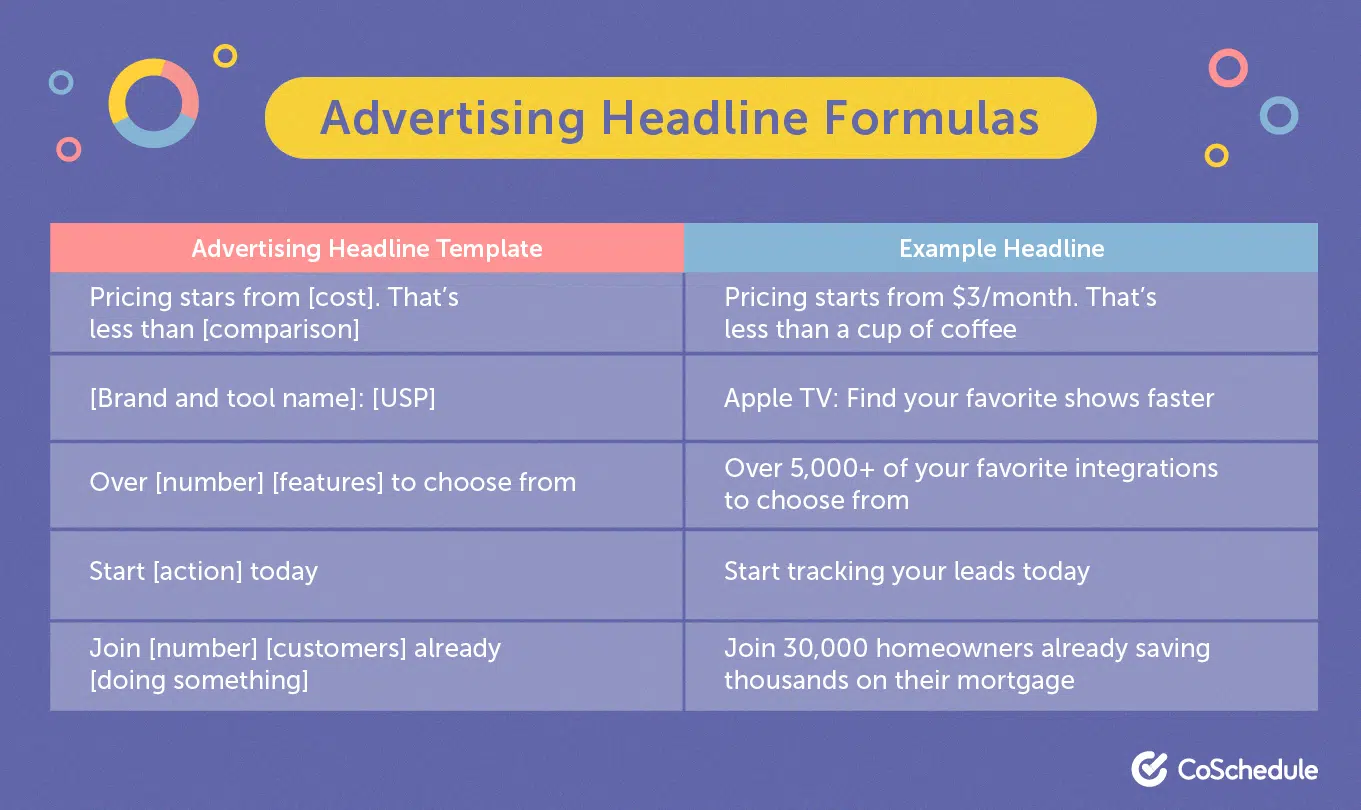 Advertising Headline Formulas
Advertising Headline Template
Example Headline
Pricing stars from [cost]. That's
less than [comparison]
Pricing starts from $3/month. That's
less than a cup of coffee
[Brand and tool name]: [USP]
Apple TV: Find your favorite shows faster
Over [number] [features] to choose from
Over 5,000+ of your favorite integrations
to choose from
Start [action] today
Start tracking your leads today
Join [number] [customers] already
[doing something]
Join 30,000 homeowners already saving
thousands on their mortgage
CoSchedule